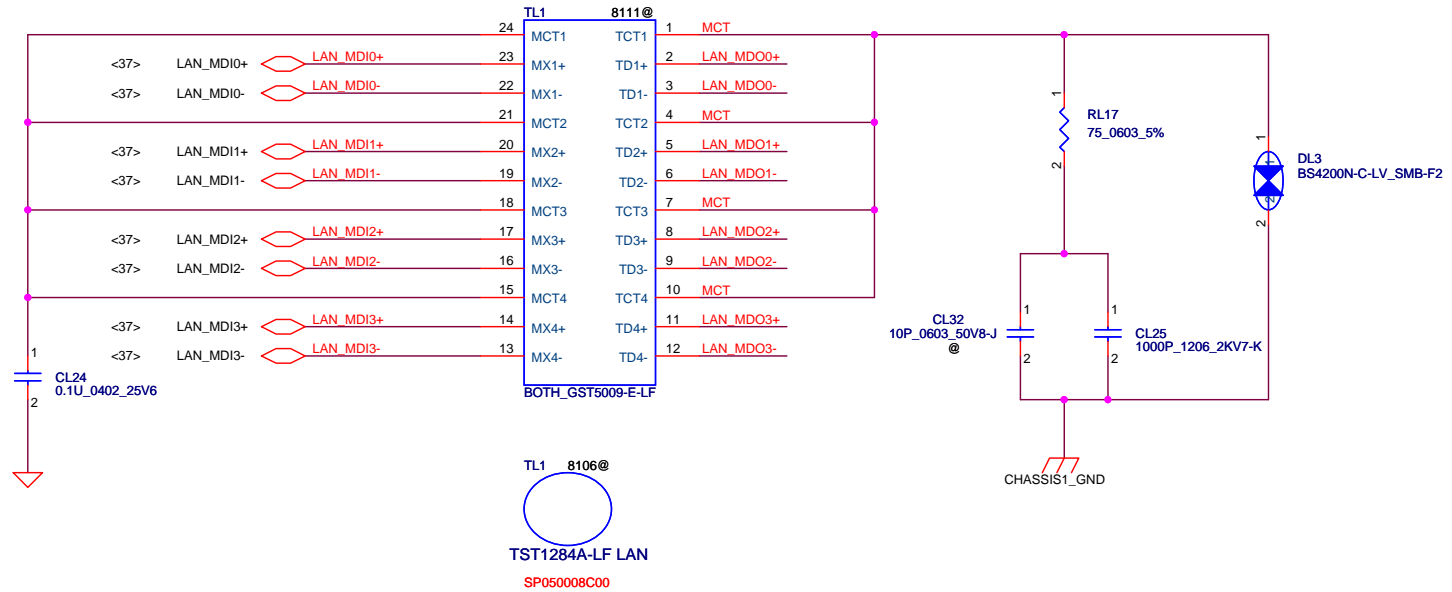 TL1 8111@
24 MCT1 TCT1 1 MCT
<37> LAN_MDI0+ LAN_MDI0+ 23 MX1+ TD1+ 2 LAN_MDO0+
<37> LAN_MDI0- LAN_MDI0- 22 MX1- TD1- 3 LAN_MDO0-
21 MCT2 TCT2 4 MCT
<37> LAN_MDI1+ LAN_MDI1+ 20 MX2+ TD2+ 5 LAN_MDO1+
<37> LAN_MDI1- LAN_MDI1- 19 MX2- TD2- 6 LAN_MDO1-
18 MCT3 TCT3 7 MCT
<37> LAN_MDI2+ LAN_MDI2+ 17 MX3+ TD3+ 8 LAN_MDO2+
<37> LAN_MDI2- LAN_MDI2- 16 MX3- TD3- 9 LAN_MDO2-
15 MCT4 TCT4 10 MCT
<37> LAN_MDI3+ LAN_MDI3+ 14 MX4+ TD4+ 11 LAN_MDO3+
<37> LAN_MDI3- LAN_MDI3- 13 MX4- TD4- 12 LAN_MDO3-
BOTH_GST5009-E-LF
1
CL24
0.1U_0402_25V6
2
1
RL17
75_0603_5%
2
1
1
DL3
BS4200N-C-LV_SMB-F2
2
2
1
CL32
10P_0603_50V8-J
@
2
1
CL25
1000P_1206_2KV7-K
2
CHASSIS1_GND
TL1 8106@
TST1284A-LF LAN
SP050008C00